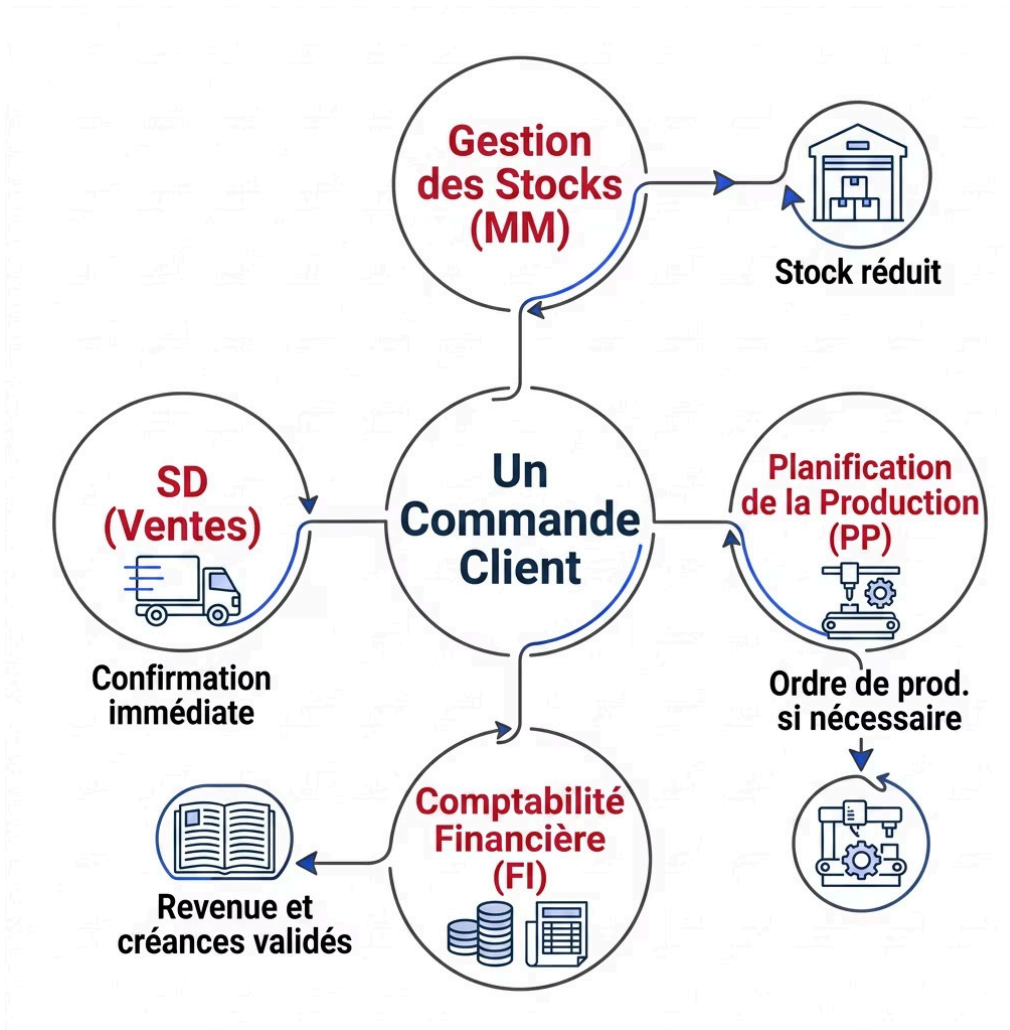 Gestion
des Stocks
(MM)
Stock réduit
SD
(Ventes)
Confirmation
immédiate
Un
Commande
Client
Planification
de la Production
(PP)
Ordre de prod.
si nécessaire
Comptabilité
Financière
(FI)
Revenue et
créances validés